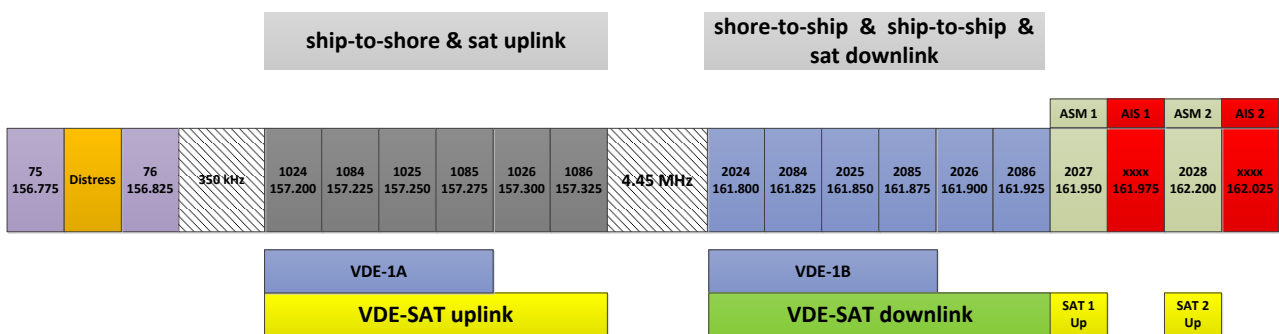 ship-to-shore & sat uplink
shore-to-ship & ship-to-ship &
sat downlink
ASM 1
AIS 1
ASM 2
AIS 2
75
156.775
Distress
76
156.825
350 kHz
1024
157.200
1084
157.225
1025
157.250
1085
157.275
1026
157.300
1086
157.325
4.45 MHz
2024
161.800
2084
161.825
2025
161.850
2085
161.875
2026
161.900
2086
161.925
2027
161.950
xxxx
161.975
2028
162.200
xxxx
162.025
VDE-1A
VDE-1B
VDE-SAT uplink
VDE-SAT downlink
SAT 1
Up
SAT 2
Up